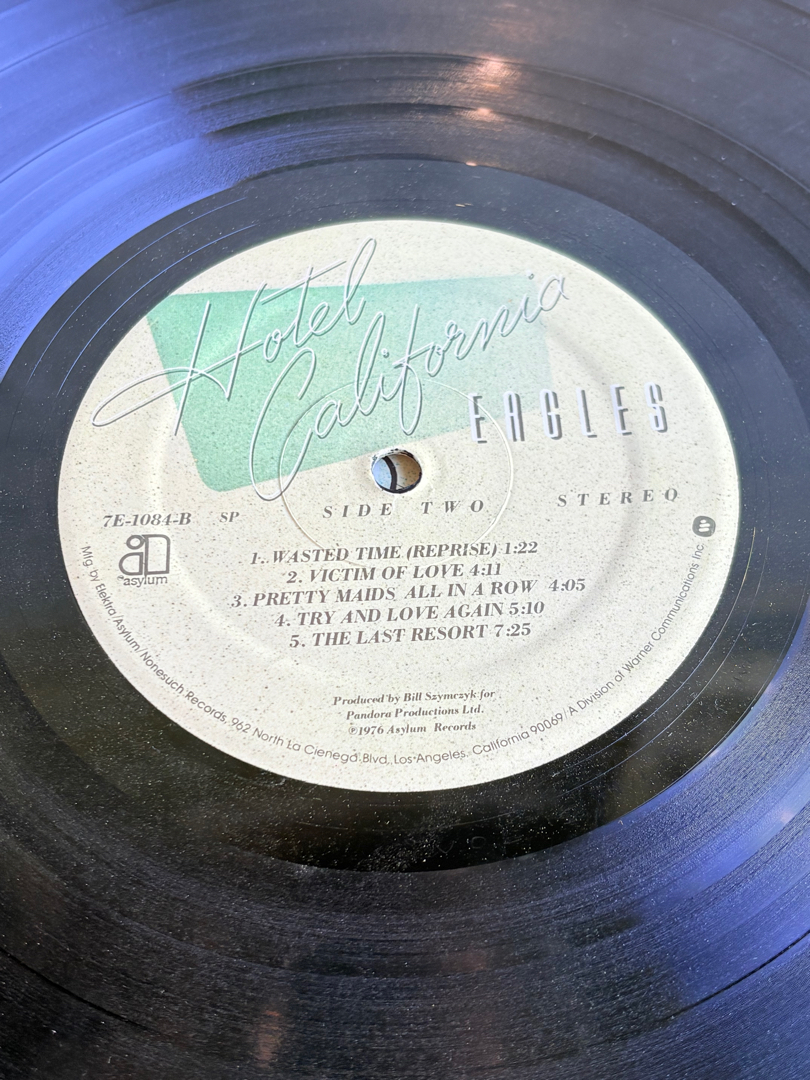 Hotel
California
EAGLES
7E-1084-B SP SIDE TWO STEREO
asylum
1. WASTED TIME (REPRISE) 1:22
2. VICTIM OF LOVE 4:11
3. PRETTY MAIDS ALL IN A ROW 4:05
4. TRY AND LOVE AGAIN 5:10
5. THE LAST RESORT 7:25
Produced by Bill Szymczyk for
Pandora Productions Ltd.
℗1976 Asylum Records
Mfg. by Elektra/Asylum/Nonesuch Records, 962 North La Cienega Blvd., Los Angeles, California 90069/A Division of Warner Communications Inc.